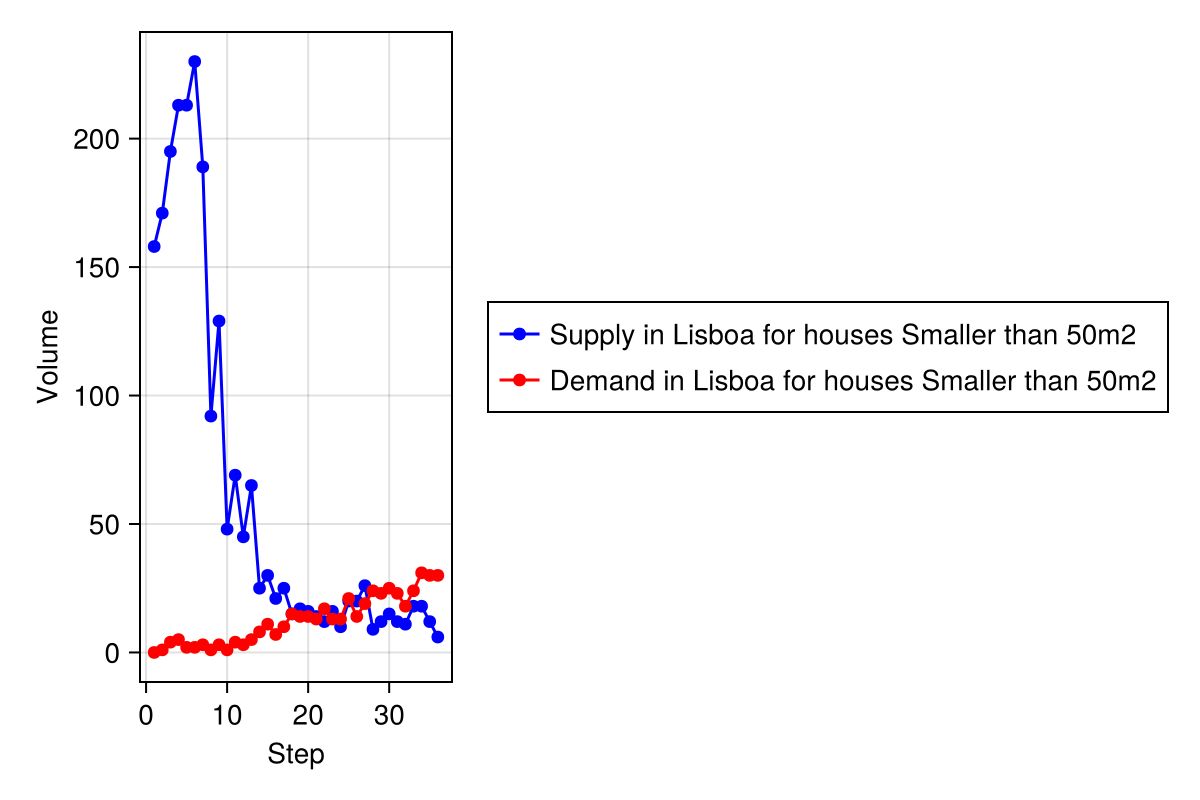 200
150
100
50
0
Volume
0 10 20 30
Step
Supply in Lisboa for houses Smaller than 50m2
Demand in Lisboa for houses Smaller than 50m2